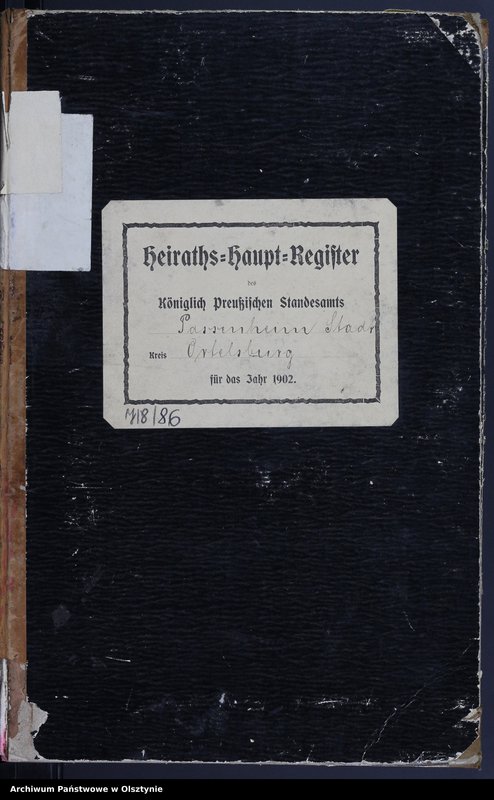 Heiraths-Haupt-Register
des
Königlich Preußischen Standesamts
Passenheim Stadt
Kreis Ortelsburg
für das Jahr 1902.
718/86
Archiwum Państwowe w Olsztynie